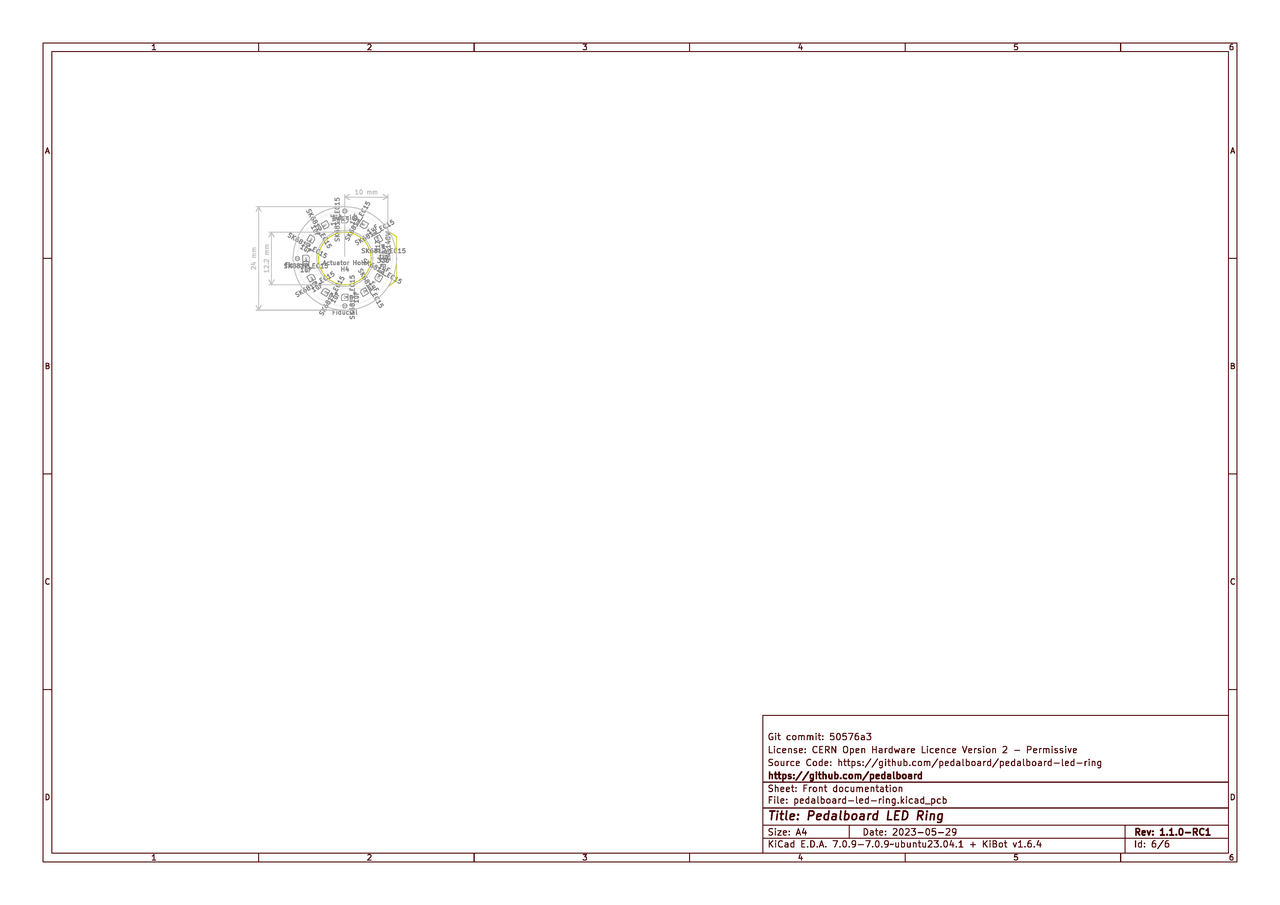 1 2 3 4 5 6
A A
10 mm
24 mm
12.2 mm
SK6812_EC15
SK6812_EC15
Actuator Hole
H4
Fiducial
B B
C C
D D
Git commit: 50576a3
License: CERN Open Hardware Licence Version 2 – Permissive
Source Code: https://github.com/pedalboard/pedalboard-led-ring
https://github.com/pedalboard
Sheet: Front documentation
File: pedalboard-led-ring.kicad_pcb
Title: Pedalboard LED Ring
Size: A4 Date: 2023-05-29 Rev: 1.1.0-RC1
KiCad E.D.A. 7.0.9-7.0.9~ubuntu23.04.1 + KiBot v1.6.4 Id: 6/6
1 2 3 4 5 6